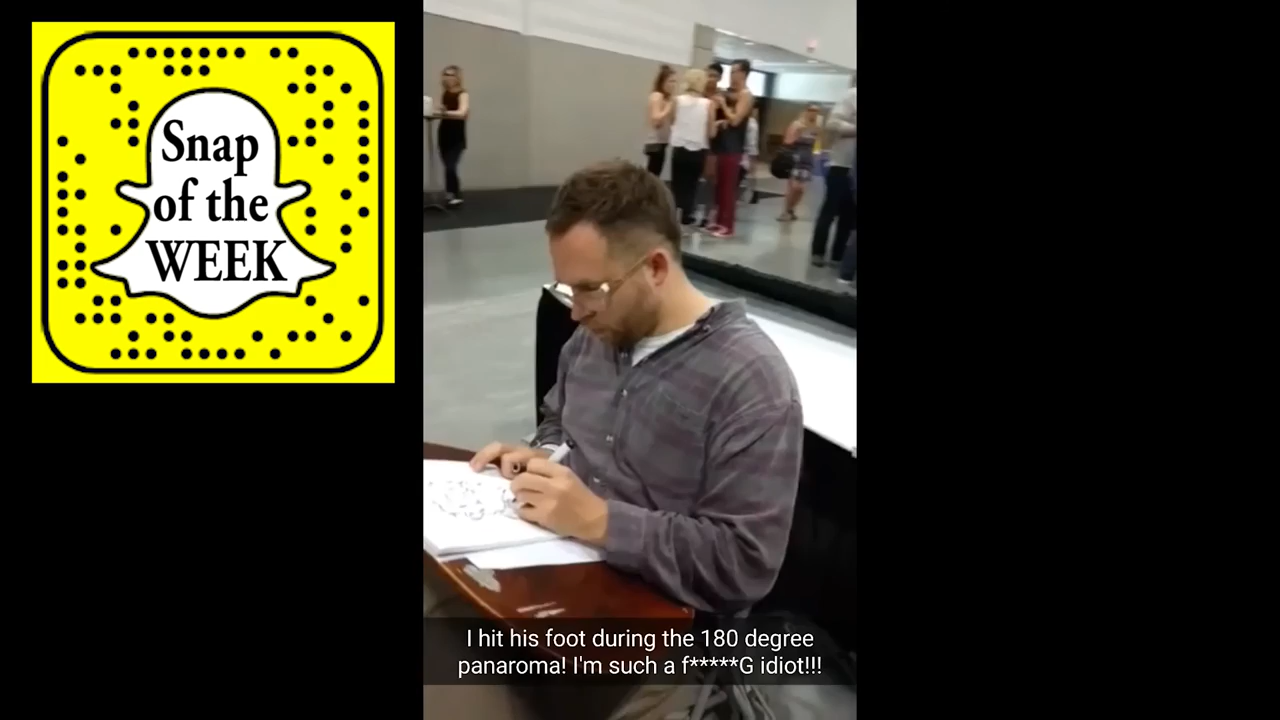 Snap
of the
WEEK
I hit his foot during the 180 degree
panaroma! I'm such a f*****G idiot!!!